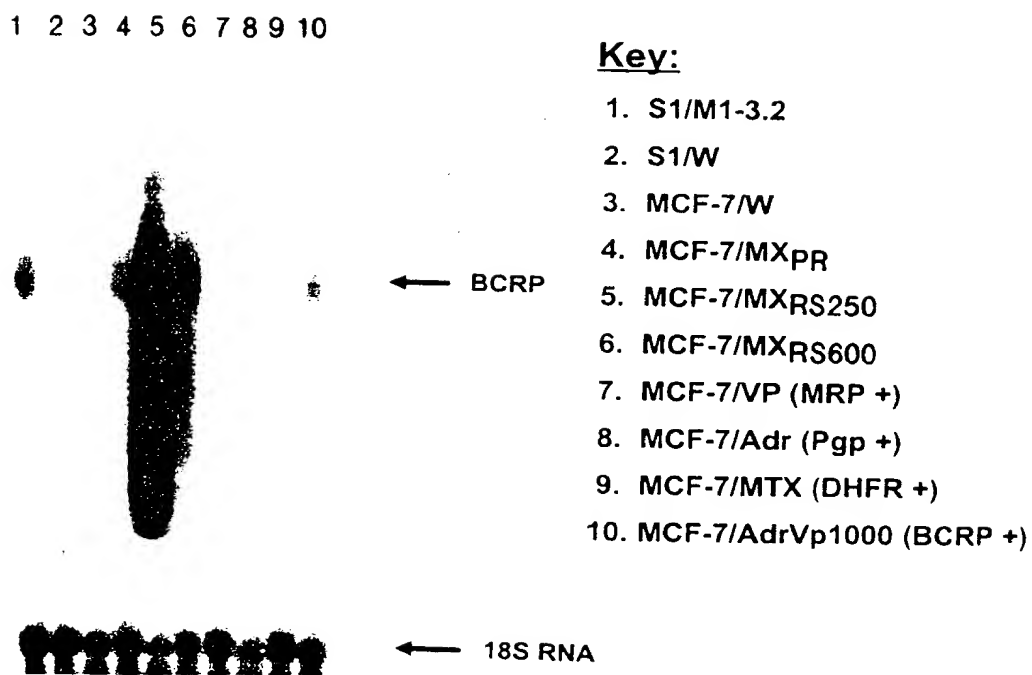 1 2 3 4 5 6 7 8 9 10
Key:
1. S1/M1-3.2
2. S1/W
3. MCF-7/W
4. MCF-7/MXPR
5. MCF-7/MXRS250
6. MCF-7/MXRS600
7. MCF-7/VP (MRP +)
8. MCF-7/Adr (Pgp +)
9. MCF-7/MTX (DHFR +)
10. MCF-7/AdrVp1000 (BCRP +)
BCRP
18S RNA